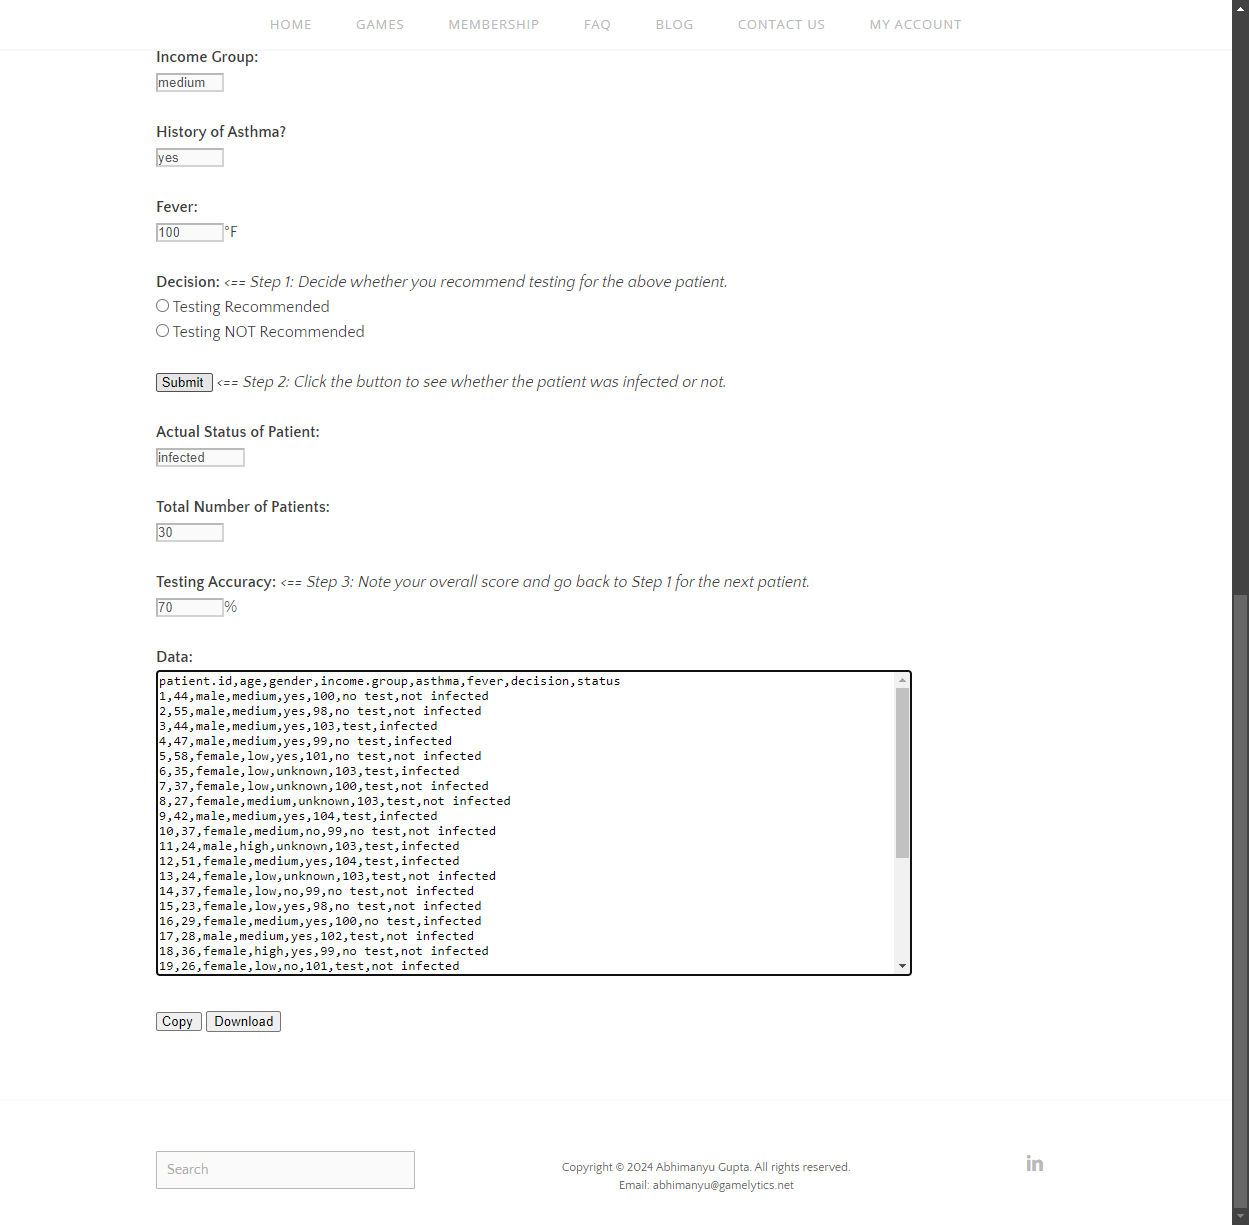 HOME GAMES MEMBERSHIP FAQ BLOG CONTACT US MY ACCOUNT
Income Group:
medium
History of Asthma?
yes
Fever:
100 °F
Decision: <== Step 1: Decide whether you recommend testing for the above patient.
Testing Recommended
Testing NOT Recommended
Submit <== Step 2: Click the button to see whether the patient was infected or not.
Actual Status of Patient:
infected
Total Number of Patients:
30
Testing Accuracy: <== Step 3: Note your overall score and go back to Step 1 for the next patient.
70 %
Data:
patient.id,age,gender,income.group,asthma,fever,decision,status
1,44,male,medium,yes,100,no test,not infected
2,55,male,medium,yes,98,no test,not infected
3,44,male,medium,yes,103,test,infected
4,47,male,medium,yes,99,no test,infected
5,58,female,low,yes,101,no test,not infected
6,35,female,low,unknown,103,test,infected
7,37,female,low,unknown,100,test,not infected
8,27,female,medium,unknown,103,test,not infected
9,42,male,medium,yes,104,test,infected
10,37,female,medium,no,99,no test,not infected
11,24,male,high,unknown,103,test,infected
12,51,female,medium,yes,104,test,infected
13,24,female,low,unknown,103,test,not infected
14,37,female,low,no,99,no test,not infected
15,23,female,low,yes,98,no test,not infected
16,29,female,medium,yes,100,no test,infected
17,28,male,medium,yes,102,test,not infected
18,36,female,high,yes,99,no test,not infected
19,26,female,low,no,101,test,not infected
Copy Download
Search
Copyright © 2024 Abhimanyu Gupta. All rights reserved.
Email: abhimanyu@gamelytics.net
in